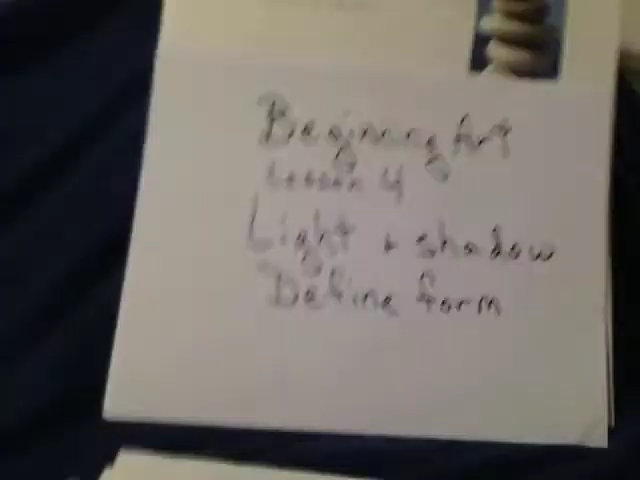 Beginning Art
Lesson 4
Light + shadow
Define form